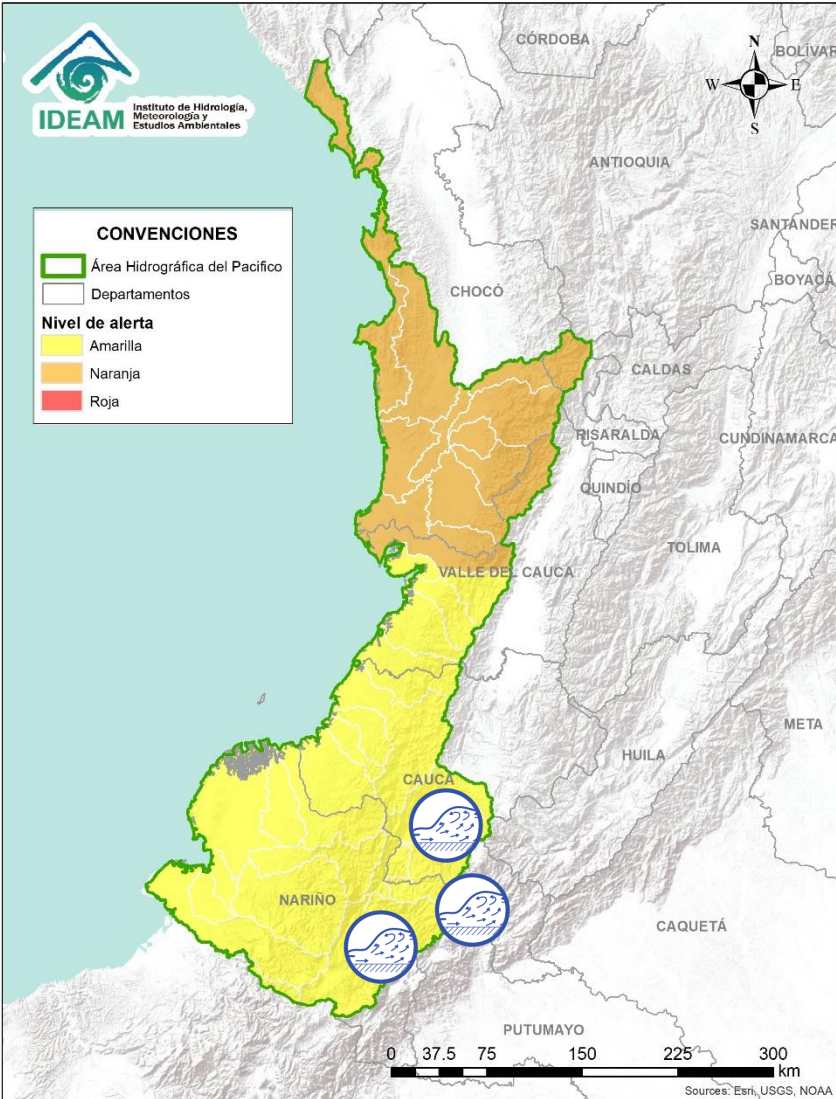 IDEAM
Instituto de Hidrología,
Meteorología y
Estudios Ambientales
CÓRDOBA
BOLÍVAR
N
W
E
S
ANTIOQUIA
SANTANDER
BOYACÁ
CONVENCIONES
Área Hidrográfica del Pacifico
Departamentos
Nivel de alerta
Amarilla
Naranja
Roja
CHOCÓ
CALDAS
RISARALDA
CUNDINAMARCA
QUINDÍO
TOLIMA
VALLE DEL CAUCA
META
HUILA
CAUCA
NARIÑO
CAQUETÁ
PUTUMAYO
0 37.5 75 150 225 300
km
Sources: Esri, USGS, NOAA